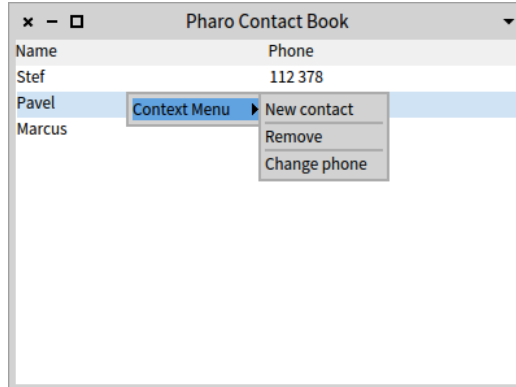 Pharo Contact Book
Name Phone
Stef 112 378
Pavel
Context Menu New contact
Marcus
Remove
Change phone